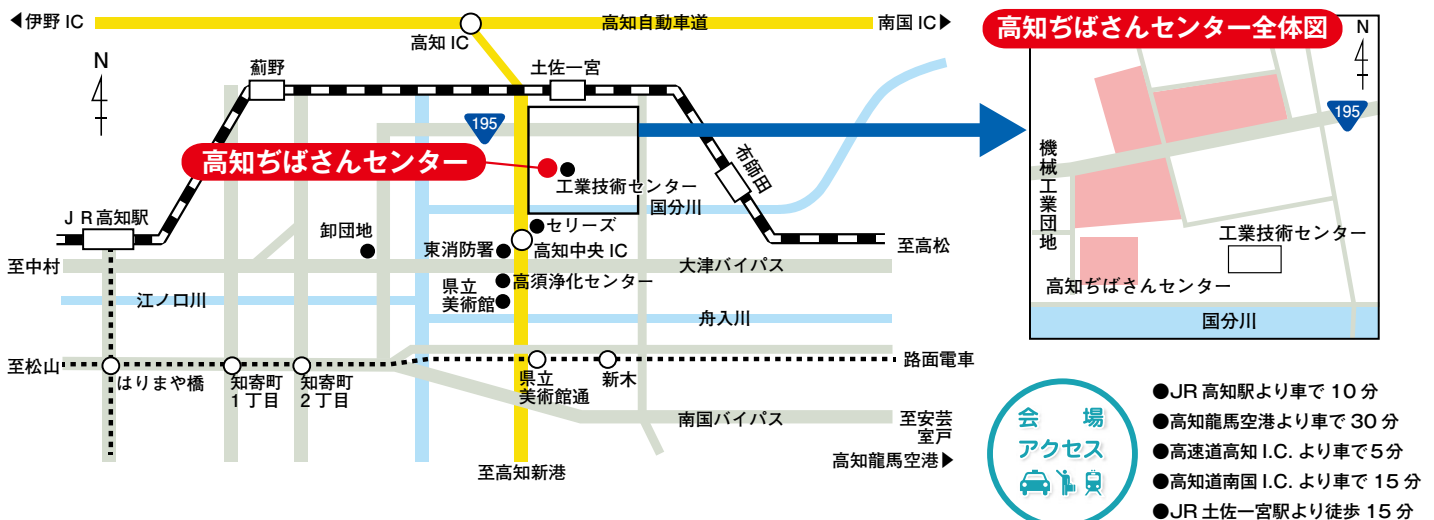 ◀伊野 IC
高知自動車道
南国 IC▶
高知 IC
N
薊野
土佐一宮
195
高知ぢばさんセンター
工業技術センター
布師田
国分川
JR高知駅
卸団地
セリーズ
東消防署
高知中央 IC
至高松
至中村
大津バイパス
高須浄化センター
県立
美術館
江ノ口川
舟入川
至松山
路面電車
はりまや橋
知寄町
1丁目
知寄町
2丁目
県立
美術館通
新木
南国バイパス
至安芸
室戸
高知龍馬空港▶
至高知新港
高知ぢばさんセンター全体図
N
195
機械工業団地
工業技術センター
高知ぢばさんセンター
国分川
会場
アクセス
●JR 高知駅より車で 10 分
●高知龍馬空港より車で 30 分
●高速道高知 I.C. より車で5分
●高知道南国 I.C. より車で 15 分
●JR 土佐一宮駅より徒歩 15 分